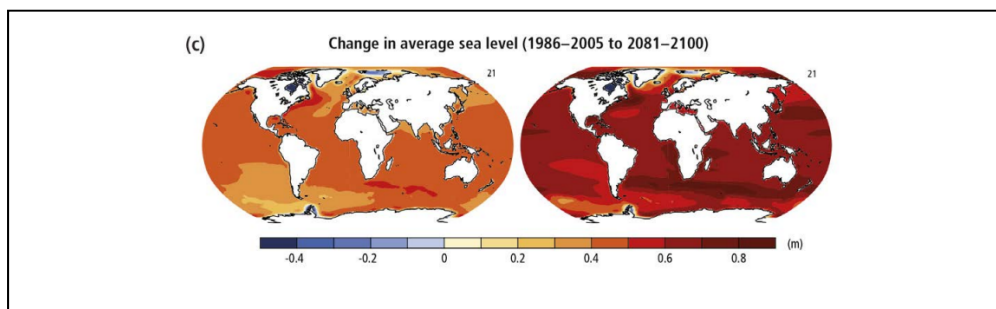 (c) Change in average sea level (1986–2005 to 2081–2100)
21 21
-0.4 -0.2 0 0.2 0.4 0.6 0.8 (m)